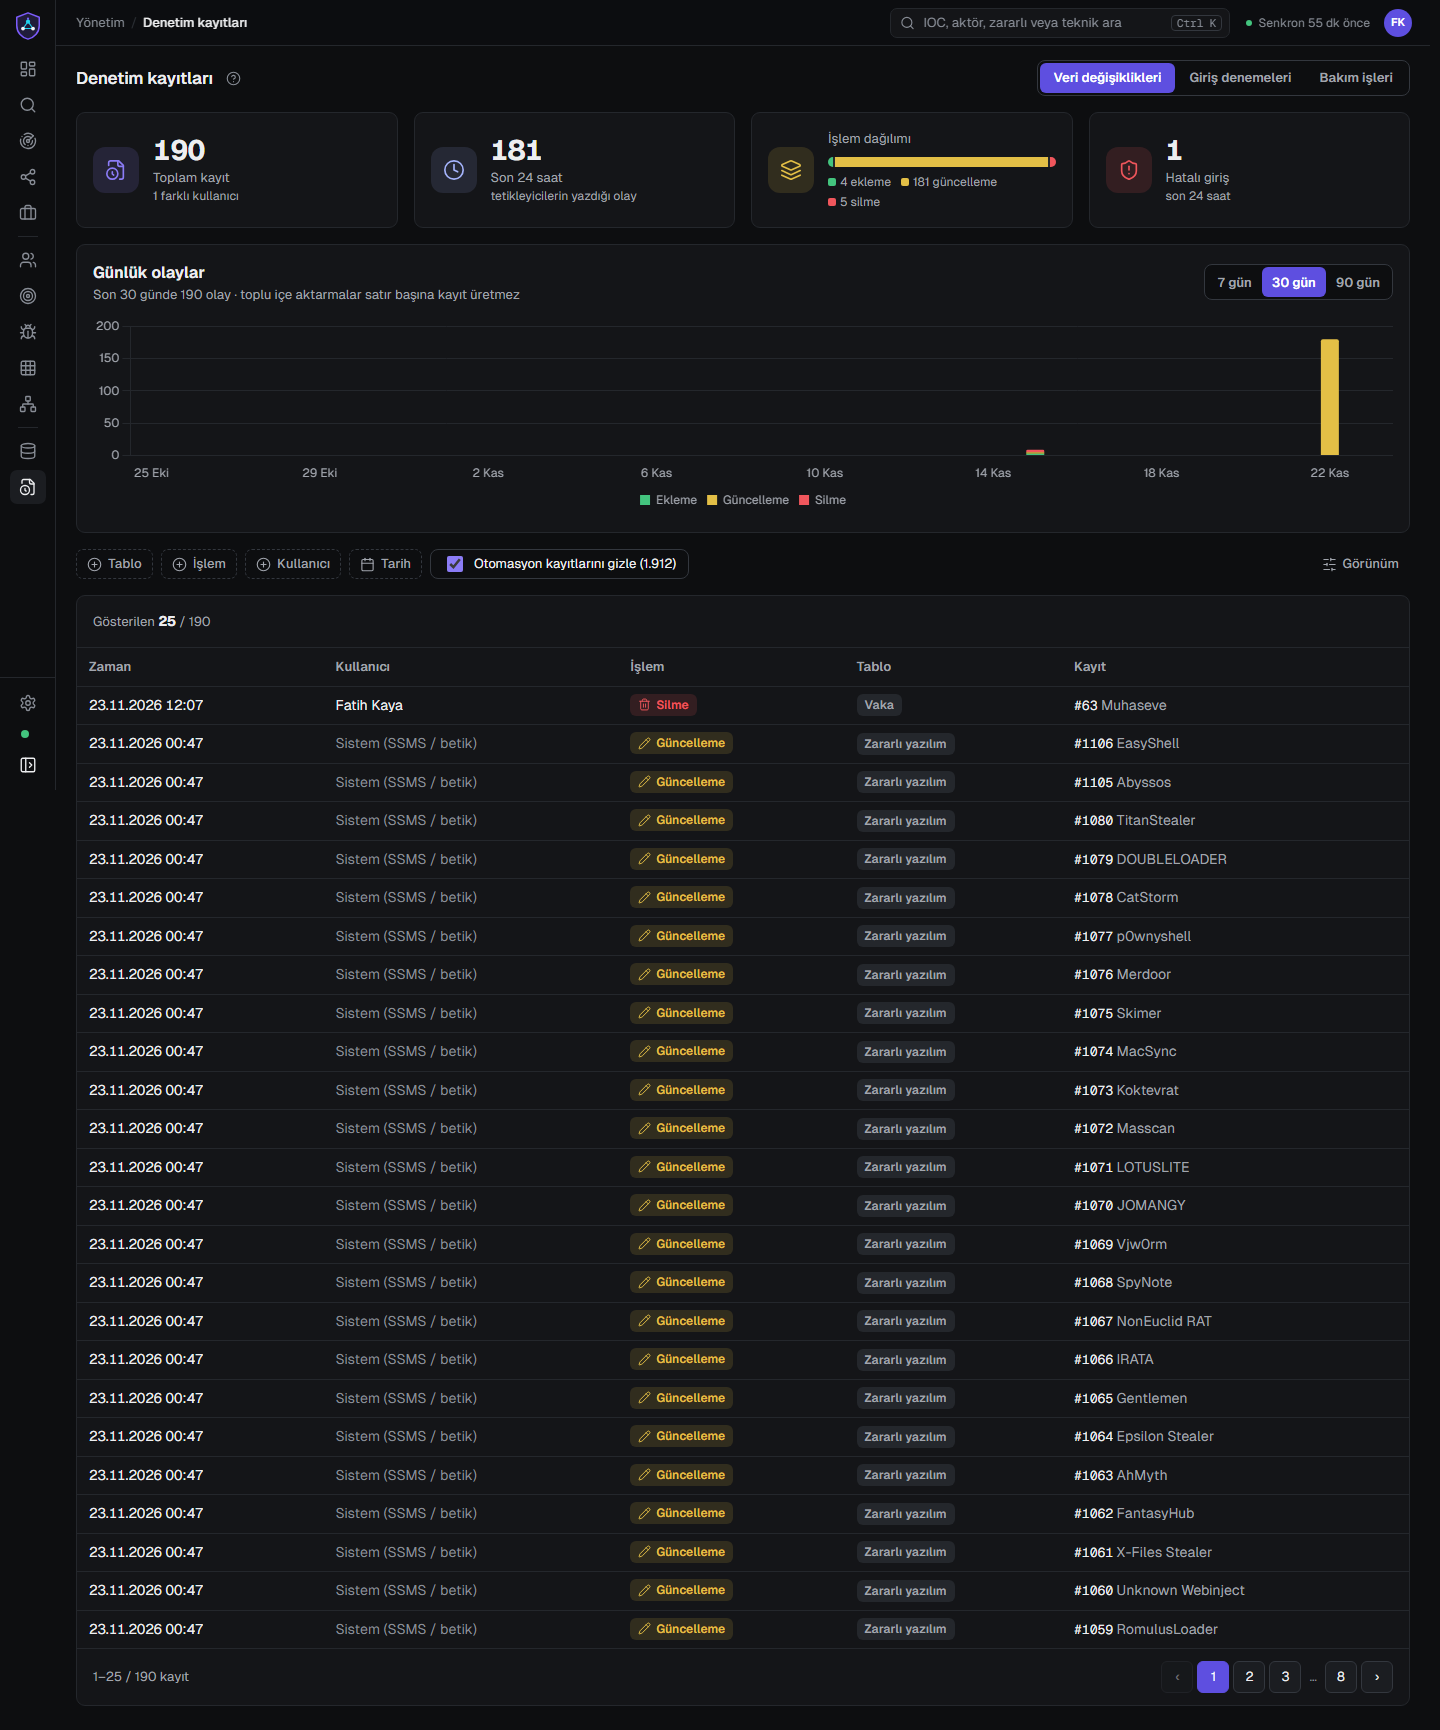 Yönetim / Denetim kayıtları
IOC, aktör, zararlı veya teknik ara Ctrl K
Senkron 55 dk önce
FK
Denetim kayıtları
Veri değişiklikleri Giriş denemeleri Bakım işleri
190
Toplam kayıt
1 farklı kullanıcı
181
Son 24 saat
tetikleyicilerin yazdığı olay
İşlem dağılımı
4 ekleme 181 güncelleme
5 silme
1
Hatalı giriş
son 24 saat
Günlük olaylar
Son 30 günde 190 olay · toplu içe aktarmalar satır başına kayıt üretmez
7 gün 30 gün 90 gün
200
150
100
50
0
25 Eki 29 Eki 2 Kas 6 Kas 10 Kas 14 Kas 18 Kas 22 Kas
Ekleme Güncelleme Silme
Tablo İşlem Kullanıcı Tarih Otomasyon kayıtlarını gizle (1.912) Görünüm
Gösterilen 25 / 190
Zaman Kullanıcı İşlem Tablo Kayıt
23.11.2026 12:07 Fatih Kaya Silme Vaka #63 Muhaseve
23.11.2026 00:47 Sistem (SSMS / betik) Güncelleme Zararlı yazılım #1106 EasyShell
23.11.2026 00:47 Sistem (SSMS / betik) Güncelleme Zararlı yazılım #1105 Abyssos
23.11.2026 00:47 Sistem (SSMS / betik) Güncelleme Zararlı yazılım #1080 TitanStealer
23.11.2026 00:47 Sistem (SSMS / betik) Güncelleme Zararlı yazılım #1079 DOUBLELOADER
23.11.2026 00:47 Sistem (SSMS / betik) Güncelleme Zararlı yazılım #1078 CatStorm
23.11.2026 00:47 Sistem (SSMS / betik) Güncelleme Zararlı yazılım #1077 p0wnyshell
23.11.2026 00:47 Sistem (SSMS / betik) Güncelleme Zararlı yazılım #1076 Merdoor
23.11.2026 00:47 Sistem (SSMS / betik) Güncelleme Zararlı yazılım #1075 Skimer
23.11.2026 00:47 Sistem (SSMS / betik) Güncelleme Zararlı yazılım #1074 MacSync
23.11.2026 00:47 Sistem (SSMS / betik) Güncelleme Zararlı yazılım #1073 Koktevrat
23.11.2026 00:47 Sistem (SSMS / betik) Güncelleme Zararlı yazılım #1072 Masscan
23.11.2026 00:47 Sistem (SSMS / betik) Güncelleme Zararlı yazılım #1071 LOTUSLITE
23.11.2026 00:47 Sistem (SSMS / betik) Güncelleme Zararlı yazılım #1070 JOMANGY
23.11.2026 00:47 Sistem (SSMS / betik) Güncelleme Zararlı yazılım #1069 Vjw0rm
23.11.2026 00:47 Sistem (SSMS / betik) Güncelleme Zararlı yazılım #1068 SpyNote
23.11.2026 00:47 Sistem (SSMS / betik) Güncelleme Zararlı yazılım #1067 NonEuclid RAT
23.11.2026 00:47 Sistem (SSMS / betik) Güncelleme Zararlı yazılım #1066 IRATA
23.11.2026 00:47 Sistem (SSMS / betik) Güncelleme Zararlı yazılım #1065 Gentlemen
23.11.2026 00:47 Sistem (SSMS / betik) Güncelleme Zararlı yazılım #1064 Epsilon Stealer
23.11.2026 00:47 Sistem (SSMS / betik) Güncelleme Zararlı yazılım #1063 AhMyth
23.11.2026 00:47 Sistem (SSMS / betik) Güncelleme Zararlı yazılım #1062 FantasyHub
23.11.2026 00:47 Sistem (SSMS / betik) Güncelleme Zararlı yazılım #1061 X-Files Stealer
23.11.2026 00:47 Sistem (SSMS / betik) Güncelleme Zararlı yazılım #1060 Unknown Webinject
23.11.2026 00:47 Sistem (SSMS / betik) Güncelleme Zararlı yazılım #1059 RomulusLoader
1–25 / 190 kayıt ‹ 1 2 3 … 8 ›